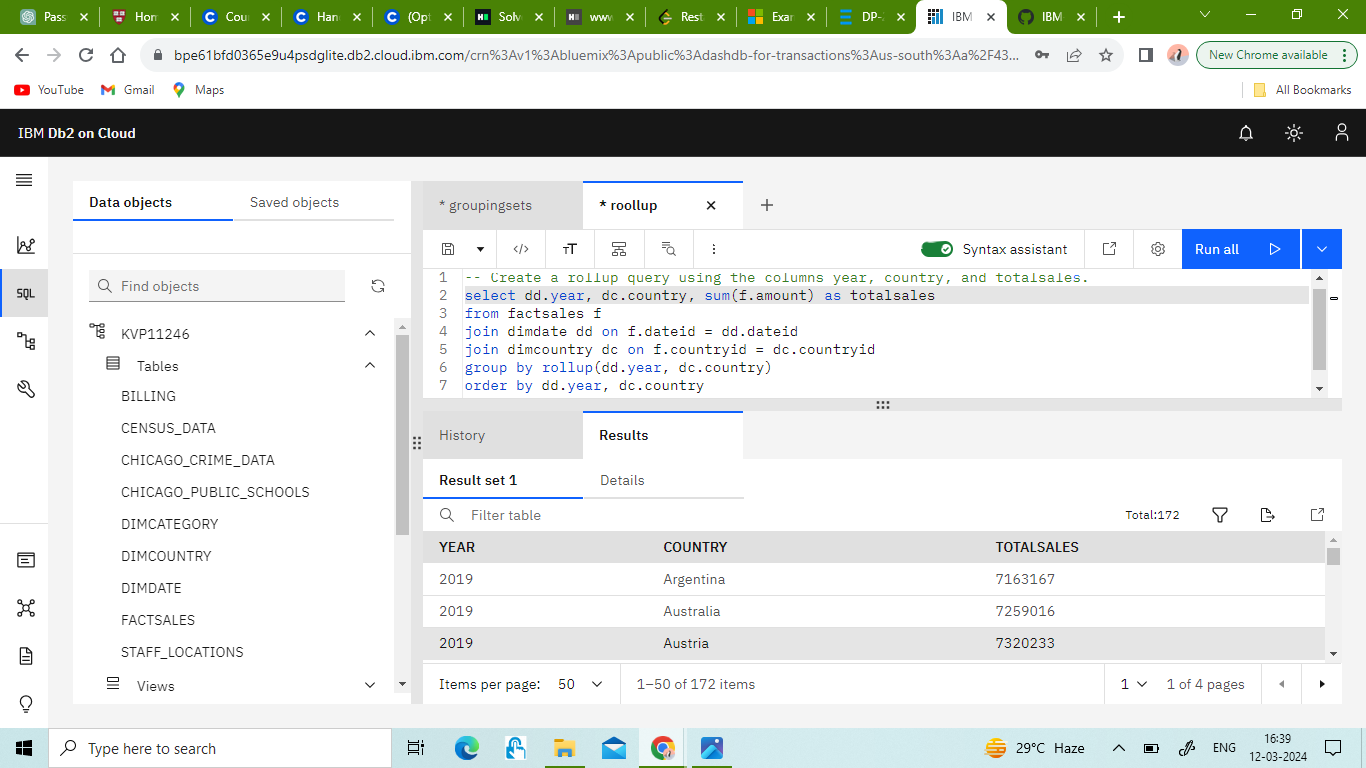 Pass
Hom
Cou
Han
(Opt
Solv
www
Rest
Exar
DP-
IBM
IBM
bpe61bfd0365e9u4psdglite.db2.cloud.ibm.com/crn%3Av1%3Abluemix%3Apublic%3Adashdb-for-transactions%3Aus-south%3Aa%2F43...
New Chrome available
YouTube
Gmail
Maps
All Bookmarks
IBM Db2 on Cloud
Data objects
Saved objects
* groupingsets
* roollup
Syntax assistant
Run all
SQL
Find objects
KVP11246
Tables
BILLING
CENSUS_DATA
CHICAGO_CRIME_DATA
CHICAGO_PUBLIC_SCHOOLS
DIMCATEGORY
DIMCOUNTRY
DIMDATE
FACTSALES
STAFF_LOCATIONS
Views
1 -- Create a rollup query using the columns year, country, and totalsales.
2 select dd.year, dc.country, sum(f.amount) as totalsales
3 from factsales f
4 join dimdate dd on f.dateid = dd.dateid
5 join dimcountry dc on f.countryid = dc.countryid
6 group by rollup(dd.year, dc.country)
7 order by dd.year, dc.country
History
Results
Result set 1
Details
Filter table
Total:172
YEAR COUNTRY TOTALSALES
2019 Argentina 7163167
2019 Australia 7259016
2019 Austria 7320233
Items per page: 50
1–50 of 172 items
1
1 of 4 pages
Type here to search
29°C Haze
ENG
16:39
12-03-2024